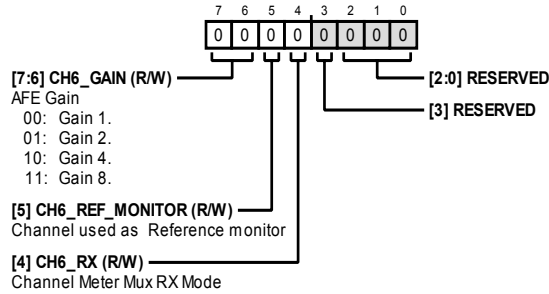 7 6 5 4 3 2 1 0
0 0 0 0 0 0 0 0
[7:6] CH6_GAIN (R/W)
AFE Gain
00: Gain 1.
01: Gain 2.
10: Gain 4.
11: Gain 8.
[5] CH6_REF_MONITOR (R/W)
Channel used as Reference monitor
[4] CH6_RX (R/W)
Channel Meter Mux RX Mode
[2:0] RESERVED
[3] RESERVED